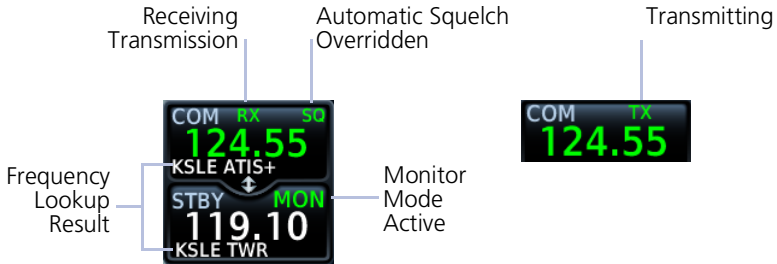 Receiving
Transmission
Automatic Squelch
Overridden
Transmitting
COM RX SQ
124.55
KSLE ATIS+
STBY MON
119.10
KSLE TWR
COM TX
124.55
Frequency
Lookup
Result
Monitor
Mode
Active